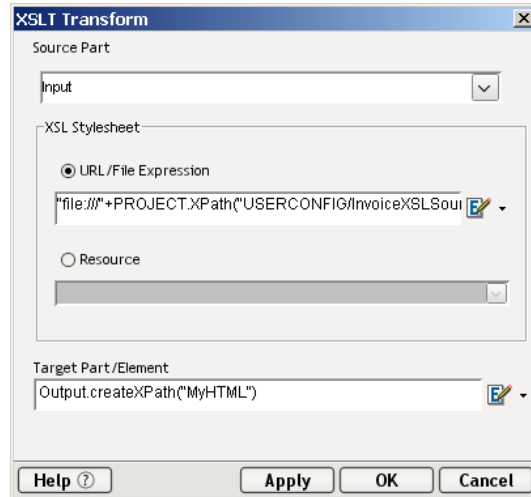 XSLT Transform
Source Part
Input
XSL Stylesheet
URL/File Expression
"file:///"+PROJECT.XPath("USERCONFIG/InvoiceXSLSour
Resource
Target Part/Element
Output.createXPath("MyHTML")
Help ?
Apply
OK
Cancel